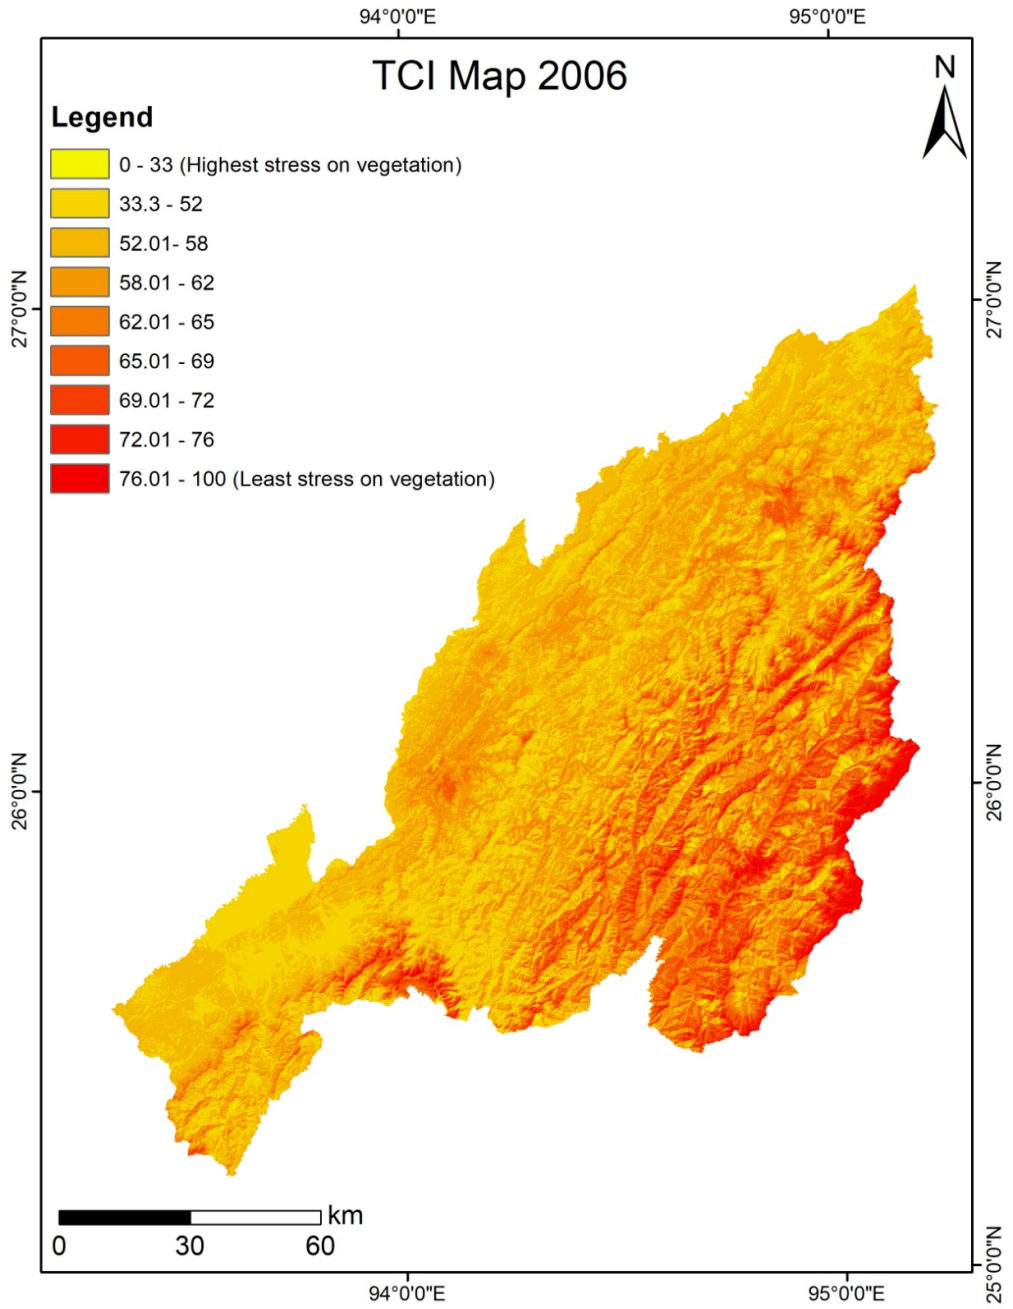 94°0'0"E 95°0'0"E
TCI Map 2006
N
Legend
0 - 33 (Highest stress on vegetation)
33.3 - 52
52.01- 58
58.01 - 62
62.01 - 65
65.01 - 69
69.01 - 72
72.01 - 76
76.01 - 100 (Least stress on vegetation)
27°0'0"N 27°0'0"N
26°0'0"N 26°0'0"N
25°0'0"N
km
0 30 60
94°0'0"E 95°0'0"E